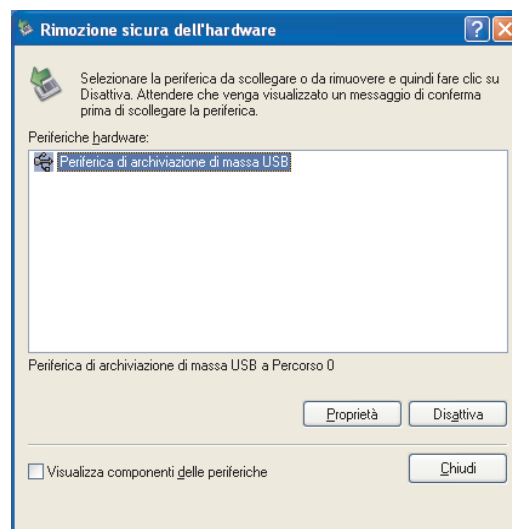 Rimozione sicura dell'hardware
Selezionare la periferica da scollegare o da rimuovere e quindi fare clic su
Disattiva. Attendere che venga visualizzato un messaggio di conferma
prima di scollegare la periferica.
Periferiche hardware:
Periferica di archiviazione di massa USB
Periferica di archiviazione di massa USB a Percorso 0
Proprietà
Disattiva
Visualizza componenti delle periferiche
Chiudi